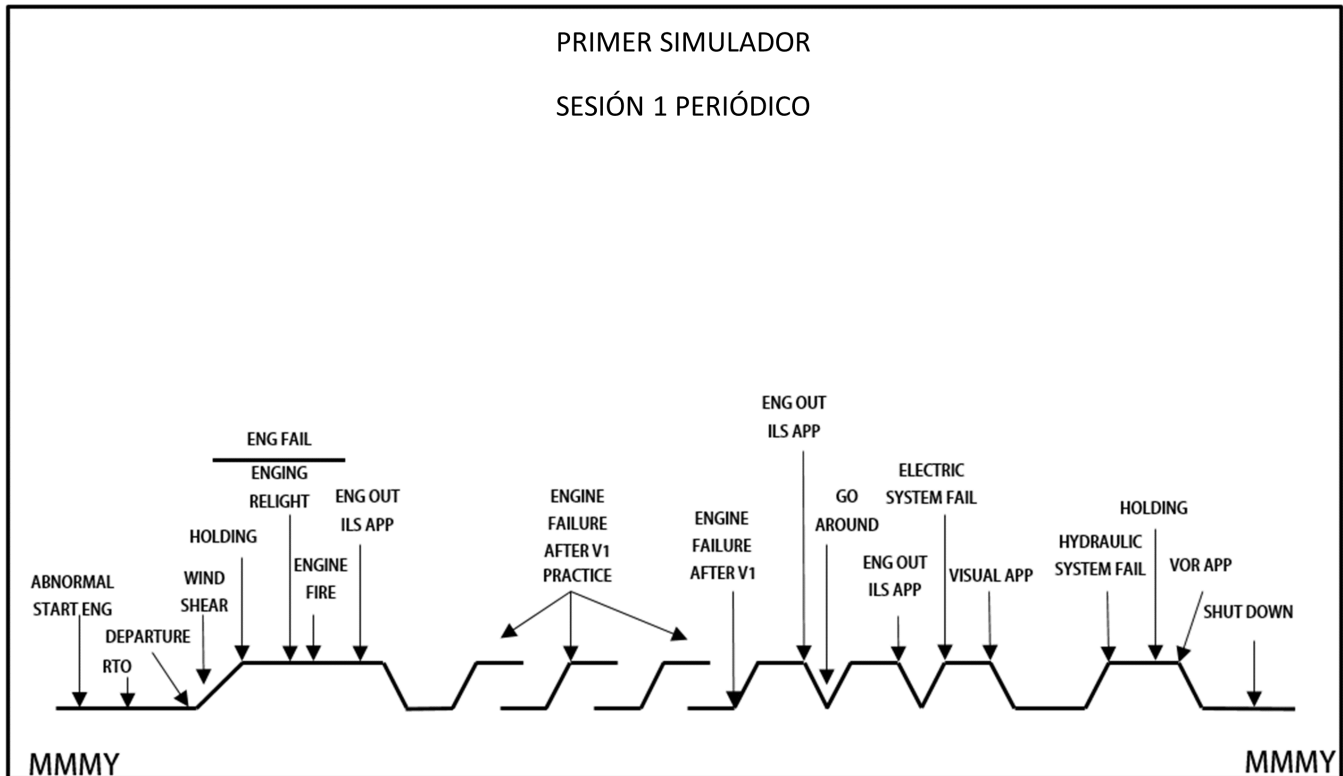 PRIMER SIMULADOR
SESIÓN 1 PERIÓDICO
ABNORMAL
START ENG
RTO
DEPARTURE
WIND
SHEAR
HOLDING
ENG FAIL
ENGING
RELIGHT
ENGINE
FIRE
ENG OUT
ILS APP
ENGINE
FAILURE
AFTER V1
PRACTICE
ENGINE
FAILURE
AFTER V1
ENG OUT
ILS APP
GO
AROUND
ENG OUT
ILS APP
ELECTRIC
SYSTEM FAIL
VISUAL APP
HYDRAULIC
SYSTEM FAIL
HOLDING
VOR APP
SHUT DOWN
MMMY
MMMY